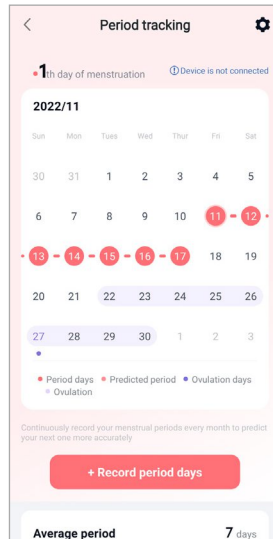 Period tracking
1th day of menstruation
Device is not connected
2022/11
Sun Mon Tues Wed Thur Fri Sat
30 31 1 2 3 4 5
6 7 8 9 10 11 12
13 14 15 16 17 18 19
20 21 22 23 24 25 26
27 28 29 30 1 2 3
Period days Predicted period Ovulation days
Ovulation
Continuously record your menstrual periods every month to predict
your next one more accurately
+ Record period days
Average period 7 days